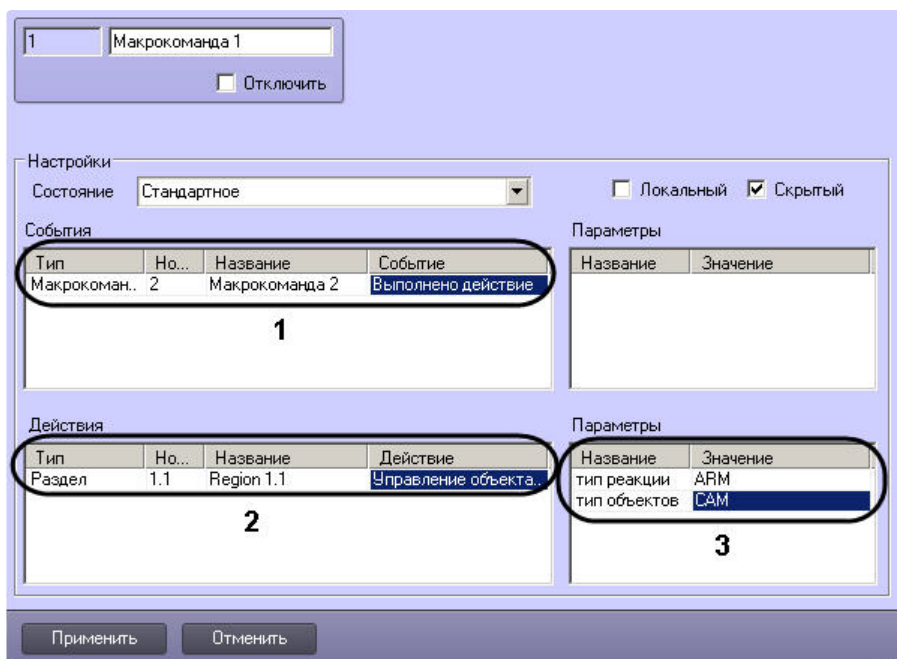 1 Макрокоманда 1
Отключить
Настройки
Состояние Стандартное Локальный Скрытый
События Параметры
Тип Но... Название Событие Название Значение
Макрокоман.. 2 Макрокоманда 2 Выполнено действие
1
Действия Параметры
Тип Но... Название Действие Название Значение
Раздел 1.1 Region 1.1 Управление объекта.. тип реакции ARM
тип объектов CAM
2 3
Применить Отменить